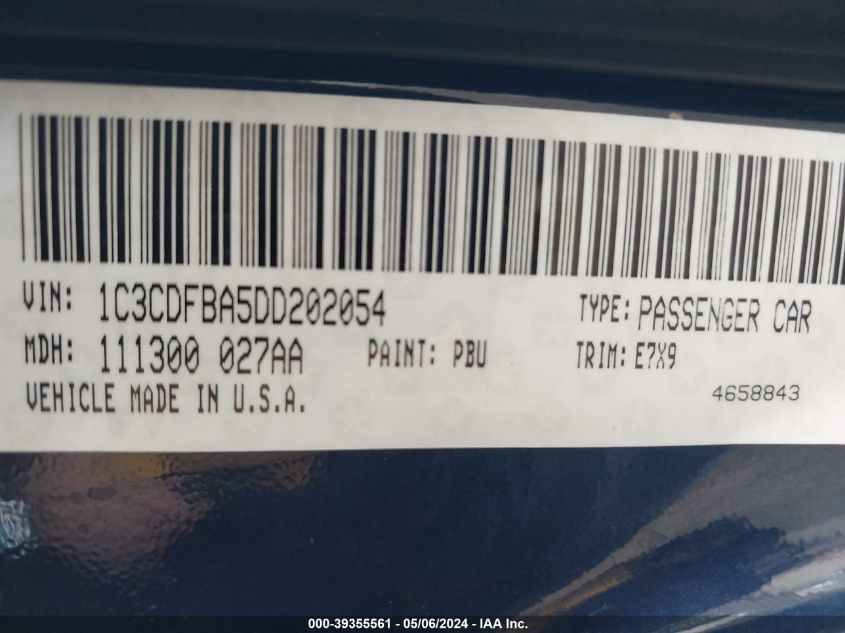 VIN: 1C3CDFBA5DD202054 TYPE: PASSENGER CAR
MDH: 111300 027AA PAINT: PBU TRIM: E7X9
VEHICLE MADE IN U.S.A. 4658843
000-39355561 - 05/06/2024 - IAA Inc.